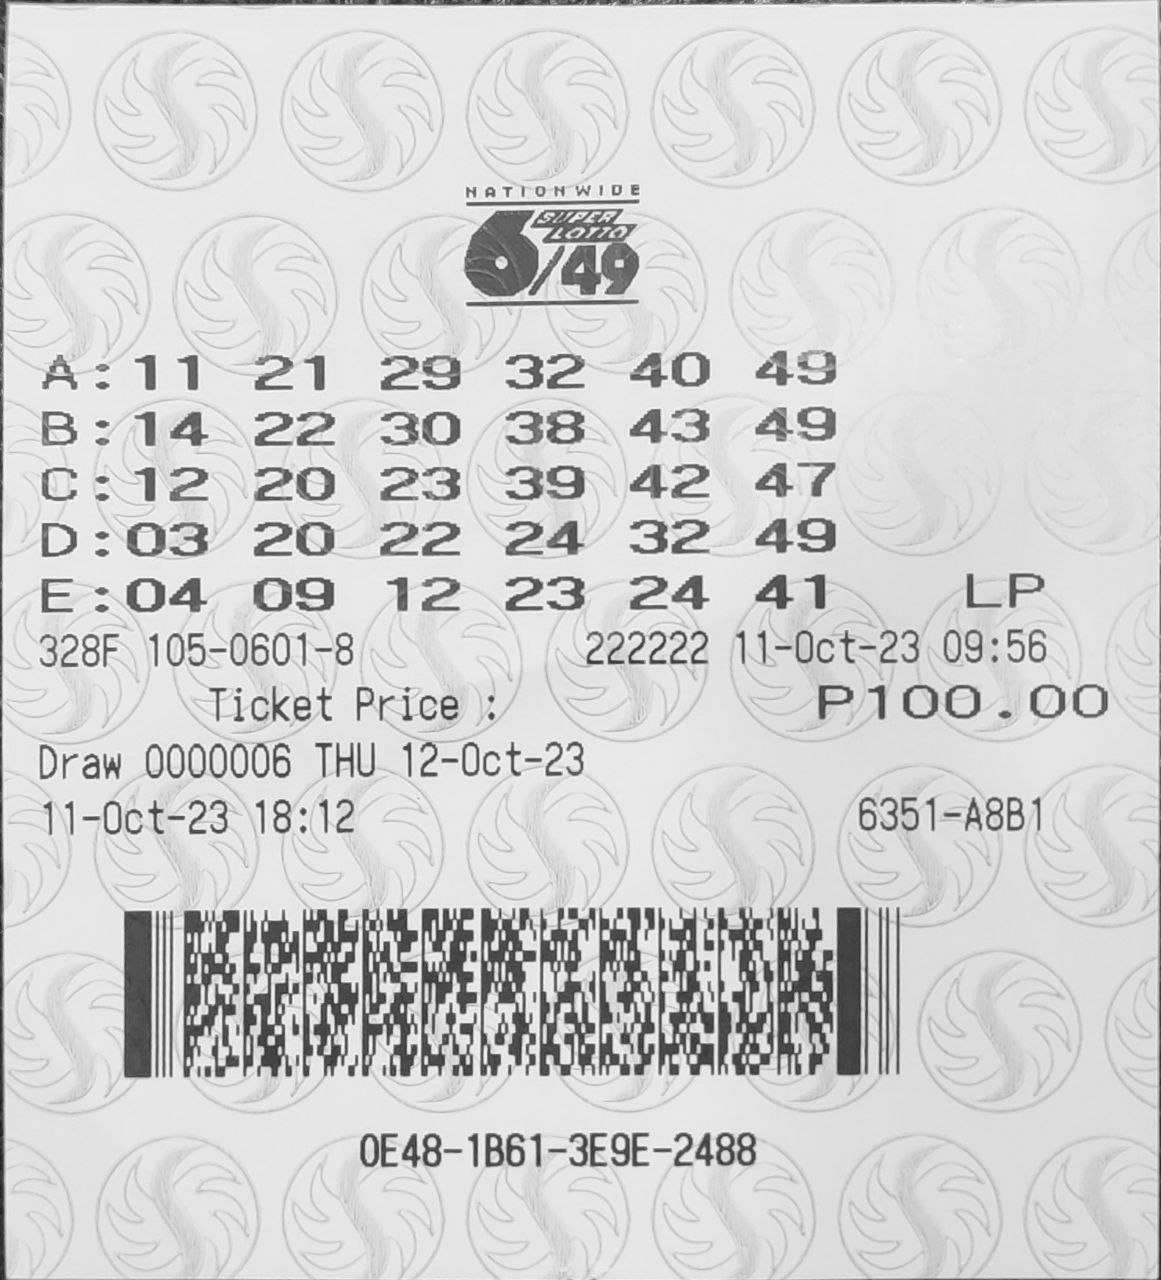 NATIONWIDE
SUPER
LOTTO
6/49
A:11 21 29 32 40 49
B:14 22 30 38 43 49
C:12 20 23 39 42 47
D:03 20 22 24 32 49
E:04 09 12 23 24 41 LP
328F 105-0601-8 222222 11-Oct-23 09:56
Ticket Price : P100.00
Draw 0000006 THU 12-Oct-23
11-Oct-23 18:12 6351-A8B1
0E48-1B61-3E9E-2488